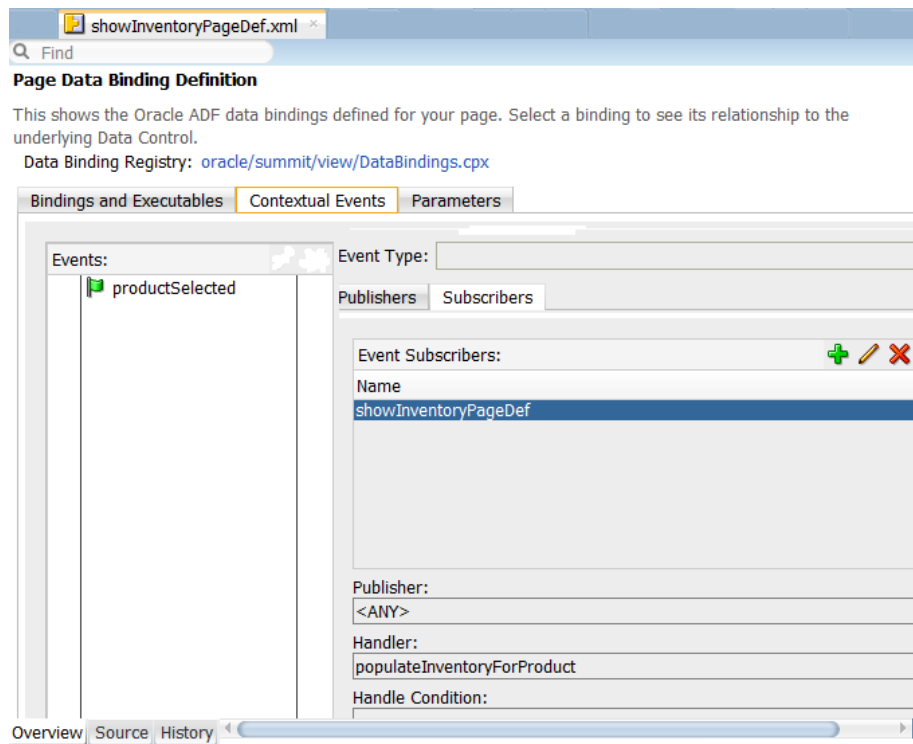 showInventoryPageDef.xml
Find
Page Data Binding Definition
This shows the Oracle ADF data bindings defined for your page. Select a binding to see its relationship to the
underlying Data Control.
Data Binding Registry: oracle/summit/view/DataBindings.cpx
Bindings and Executables Contextual Events Parameters
Events:
Event Type:
productSelected
Publishers Subscribers
Event Subscribers:
Name
showInventoryPageDef
Publisher:
<ANY>
Handler:
populateInventoryForProduct
Handle Condition:
Overview Source History